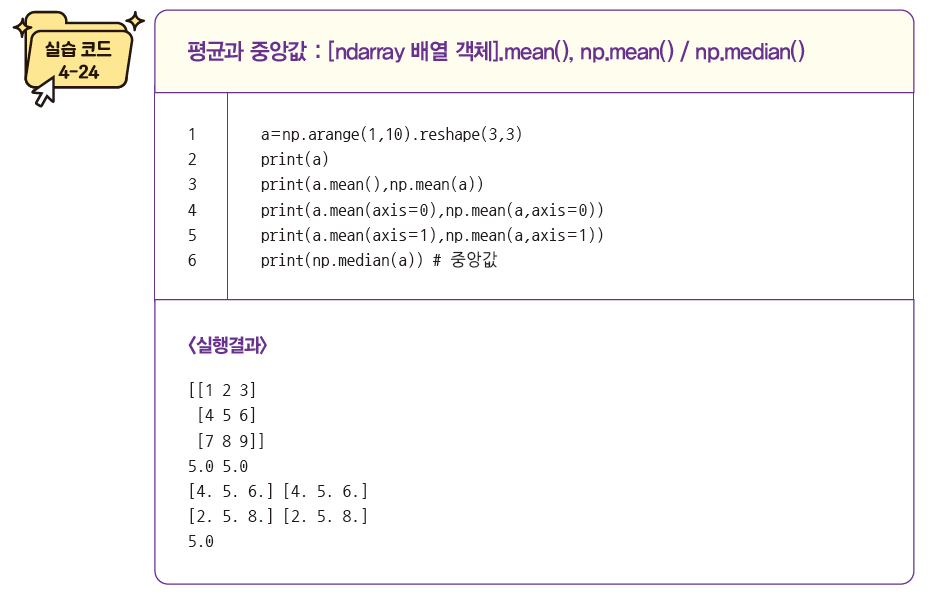 실습 코드
4-24
평균과 중앙값 : [ndarray 배열 객체].mean(), np.mean() / np.median()
1 a=np.arange(1,10).reshape(3,3)
2 print(a)
3 print(a.mean(),np.mean(a))
4 print(a.mean(axis=0),np.mean(a,axis=0))
5 print(a.mean(axis=1),np.mean(a,axis=1))
6 print(np.median(a)) # 중앙값
〈실행결과〉
[[1 2 3]
 [4 5 6]
 [7 8 9]]
5.0 5.0
[4. 5. 6.] [4. 5. 6.]
[2. 5. 8.] [2. 5. 8.]
5.0